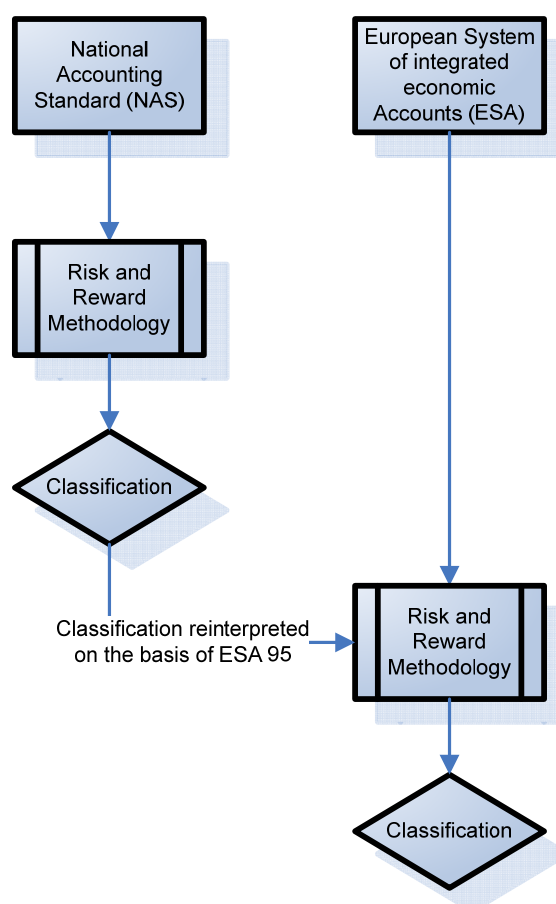 National
Accounting
Standard (NAS)
European System
of integrated
economic
Accounts (ESA)
Risk and
Reward
Methodology
Classification
Classification reinterpreted
on the basis of ESA 95
Risk and
Reward
Methodology
Classification